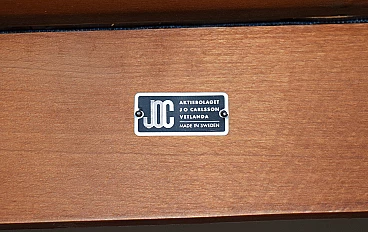 JOC
AKTIEBOLAGET
J O CARLSSON
VETLANDA
MADE IN SWEDEN